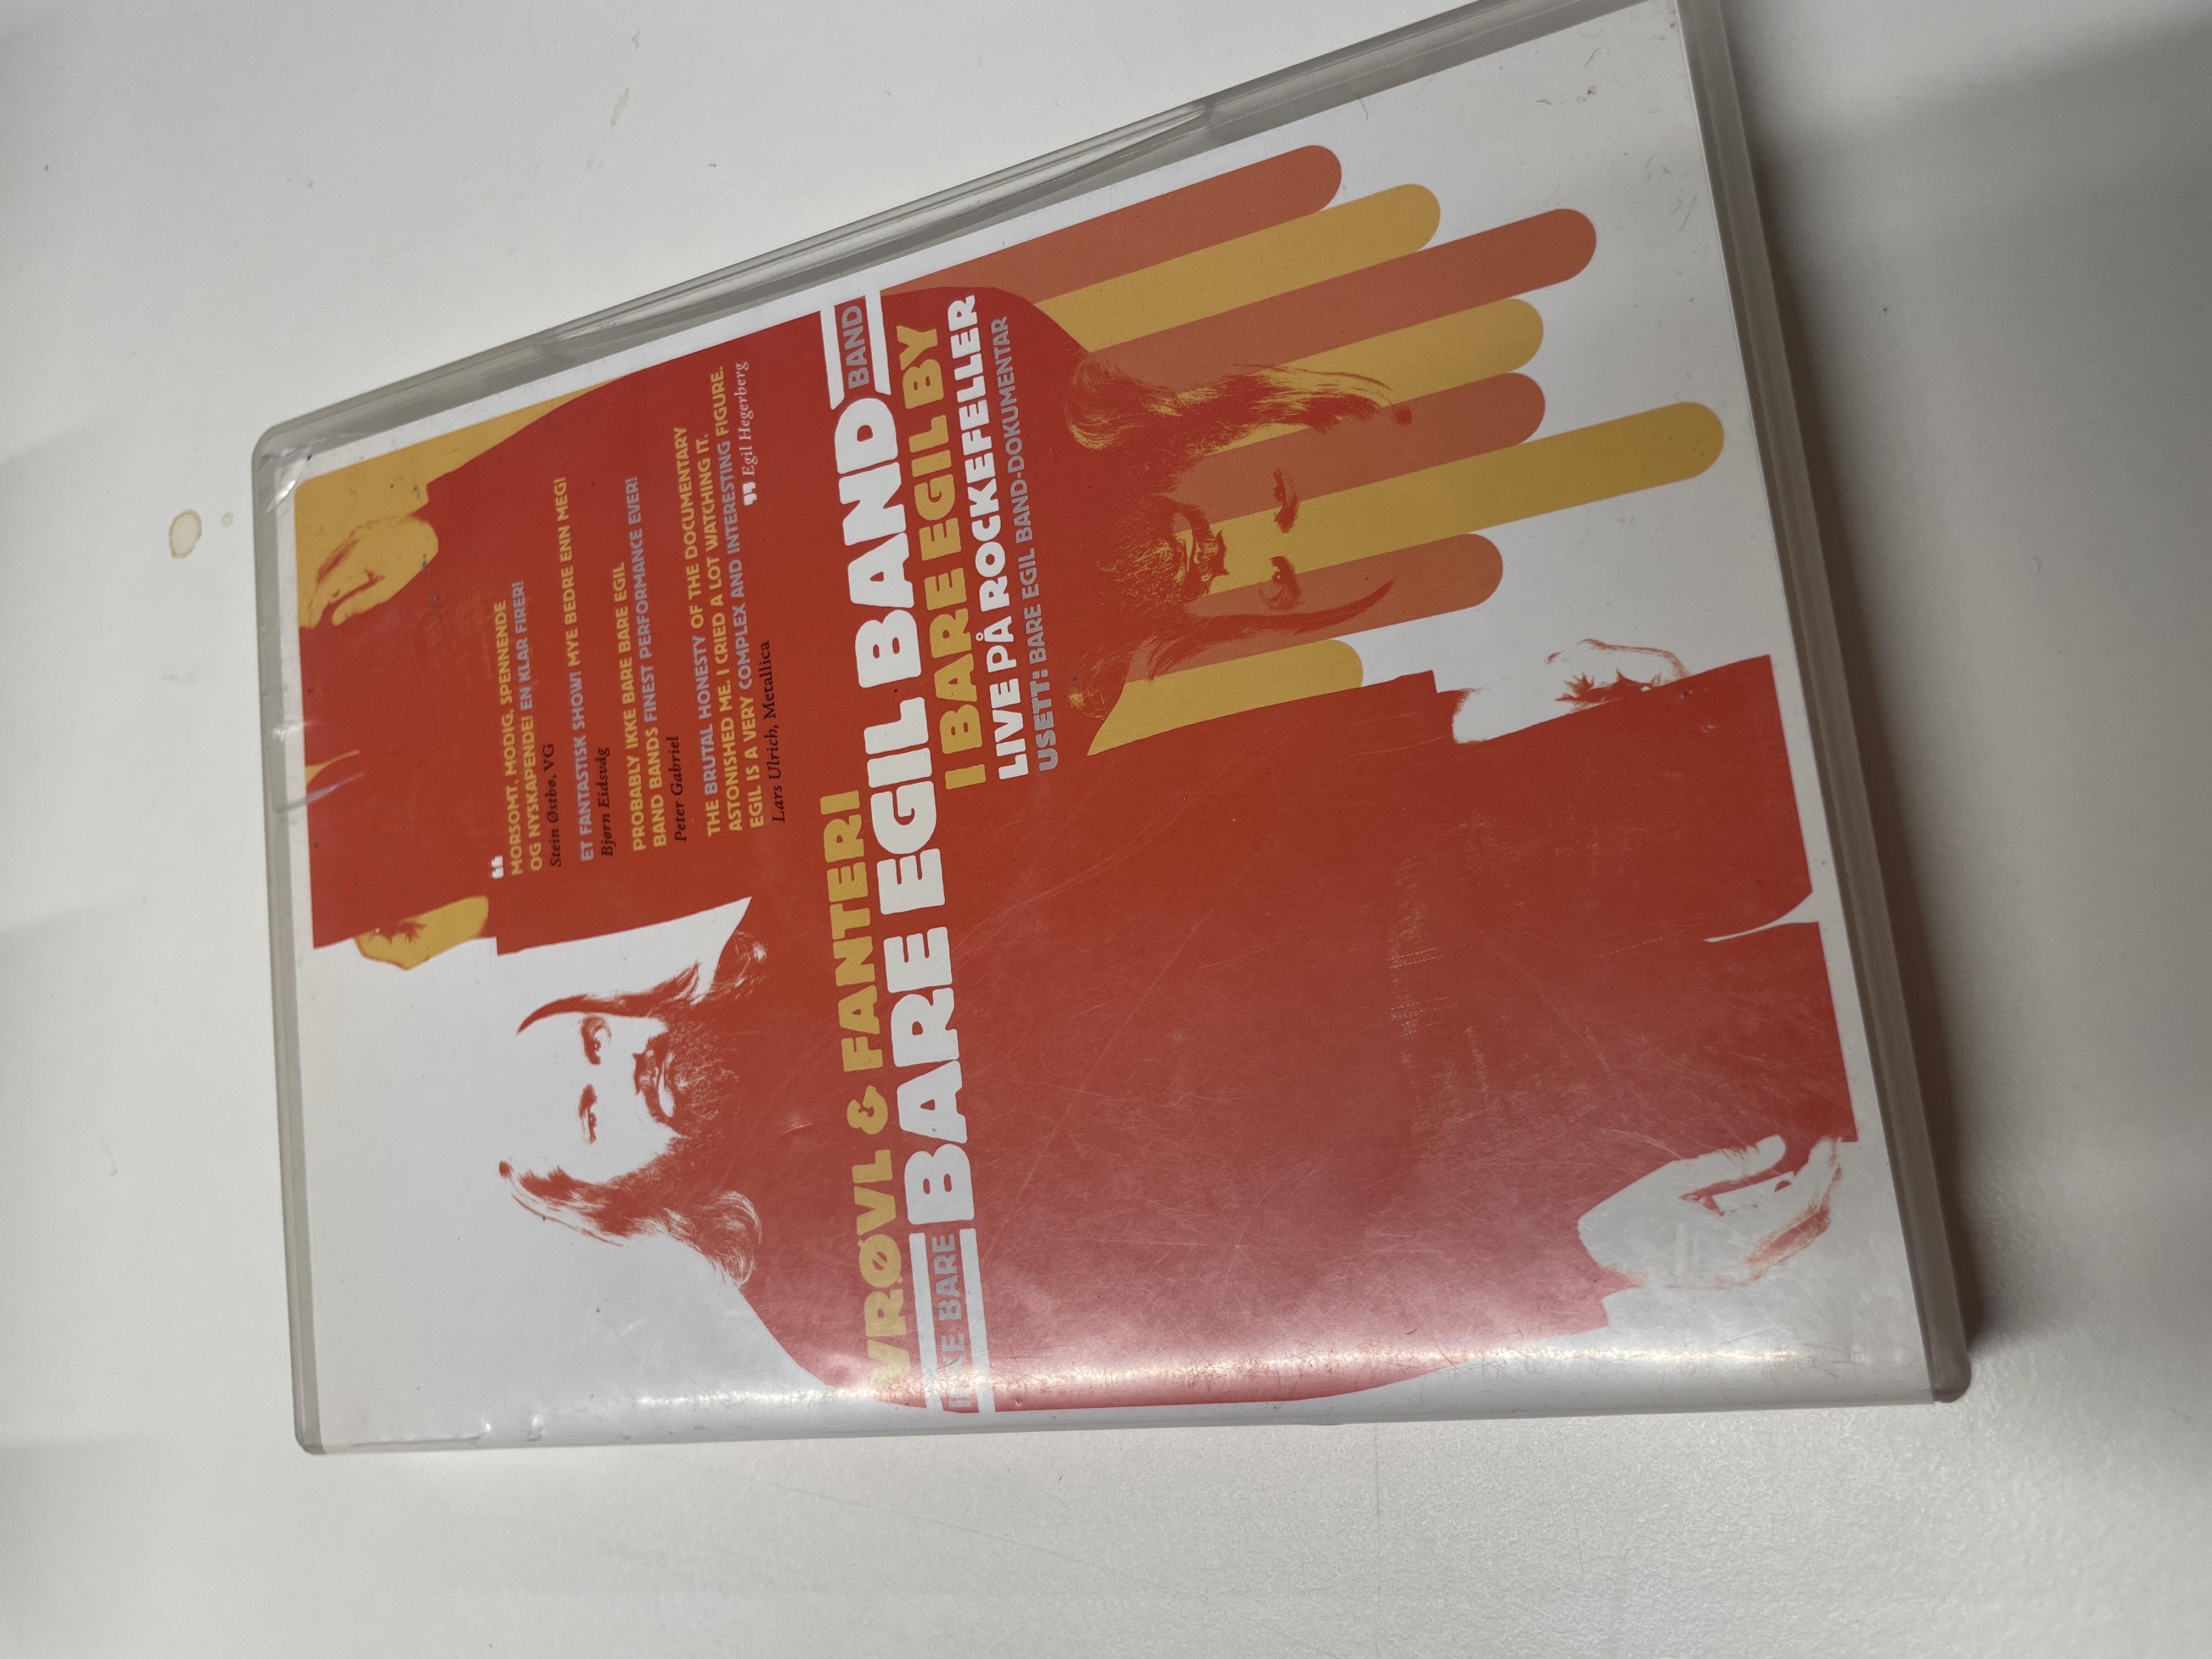 “
MORSOMT, MODIG, SPENNENDE
OG NYSKAPENDE! EN KLAR FIRER!
Stein Østbø, VG
ET FANTASTISK SHOW! MYE BEDRE ENN MEG!
Bjørn Eidsvåg
PROBABLY IKKE BARE BARE EGIL
BAND BANDS FINEST PERFORMANCE EVER!
Peter Gabriel
THE BRUTAL HONESTY OF THE DOCUMENTARY
ASTONISHED ME. I CRIED A LOT WATCHING IT.
EGIL IS A VERY COMPLEX AND INTERESTING FIGURE.
Lars Ulrich, Metallica
” Egil Hegerberg
VRØVL & FANTERI
IKKE BARE BARE EGIL BAND BAND
I BARE EGIL BY
LIVE PÅ ROCKEFELLER
USETT: BARE EGIL BAND-DOKUMENTAR